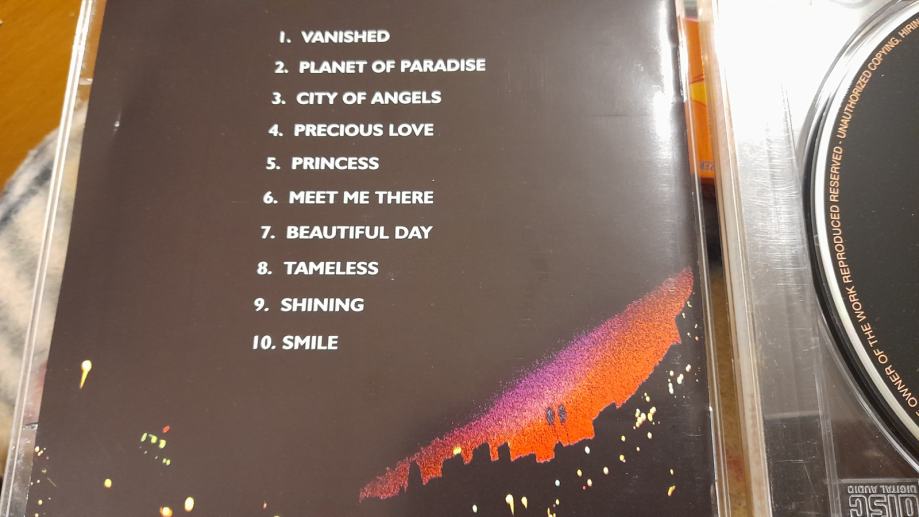 1. VANISHED
2. PLANET OF PARADISE
3. CITY OF ANGELS
4. PRECIOUS LOVE
5. PRINCESS
6. MEET ME THERE
7. BEAUTIFUL DAY
8. TAMELESS
9. SHINING
10. SMILE
OWNER OF THE WORK REPRODUCED RESERVED - UNAUTHORIZED COPYING,
DISC
DIGITAL AUDIO